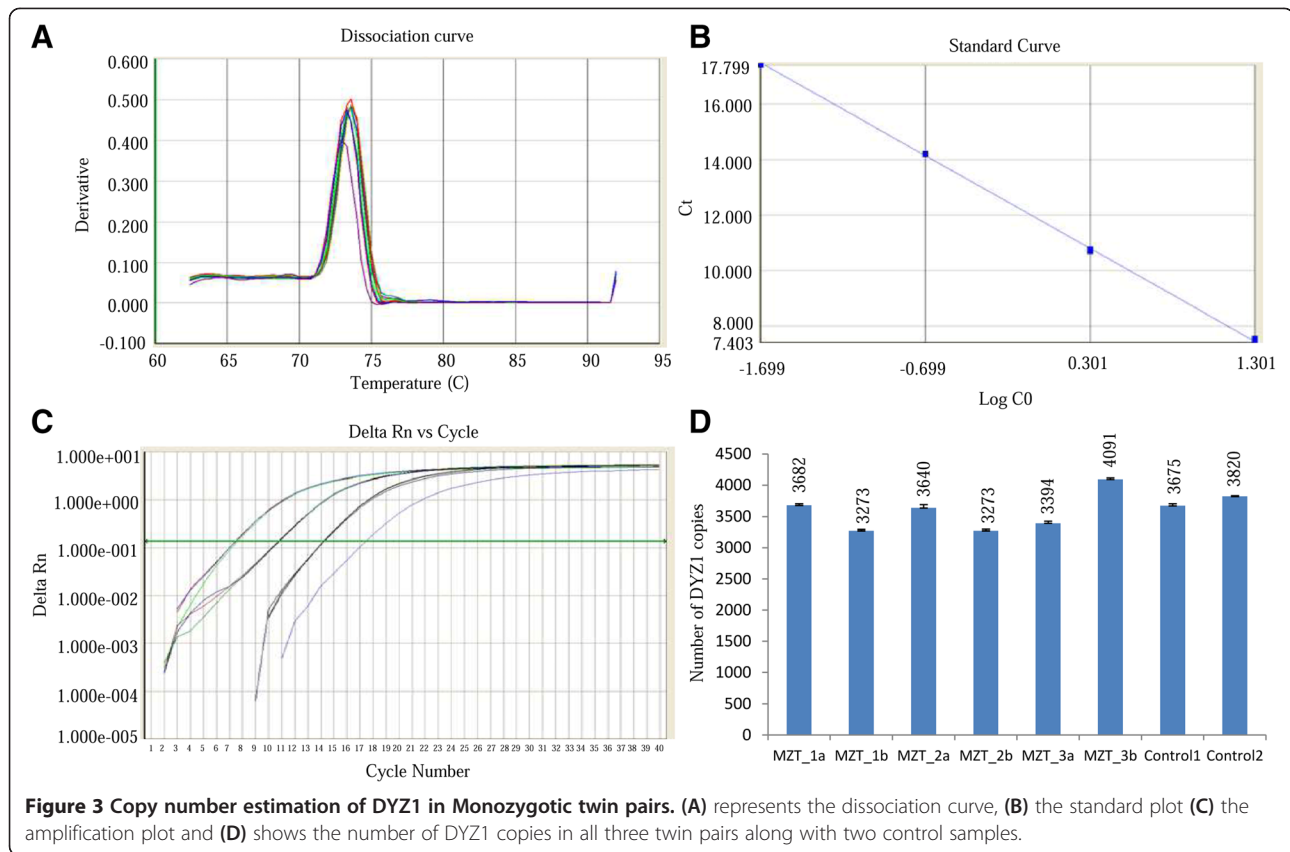 A
Dissociation curve
0.600
0.500
0.400
0.300
0.200
0.100
0.000
-0.100
Derivative
60 65 70 75 80 85 90 95
Temperature (C)
B
Standard Curve
17.799
16.000
14.000
12.000
10.000
8.000
7.403
Ct
-1.699 -0.699 0.301 1.301
Log C0
C
Delta Rn vs Cycle
1.000e+001
1.000e+000
1.000e-001
1.000e-002
1.000e-003
1.000e-004
1.000e-005
Delta Rn
1 2 3 4 5 6 7 8 9 10 11 12 13 14 15 16 17 18 19 20 21 22 23 24 25 26 27 28 29 30 31 32 33 34 35 36 37 38 39 40
Cycle Number
D
4500
4000
3500
3000
2500
2000
1500
1000
500
0
Number of DYZ1 copies
3682 3273 3640 3273 3394 4091 3675 3820
MZT_1a MZT_1b MZT_2a MZT_2b MZT_3a MZT_3b Control1 Control2
Figure 3 Copy number estimation of DYZ1 in Monozygotic twin pairs. (A) represents the dissociation curve, (B) the standard plot (C) the
amplification plot and (D) shows the number of DYZ1 copies in all three twin pairs along with two control samples.